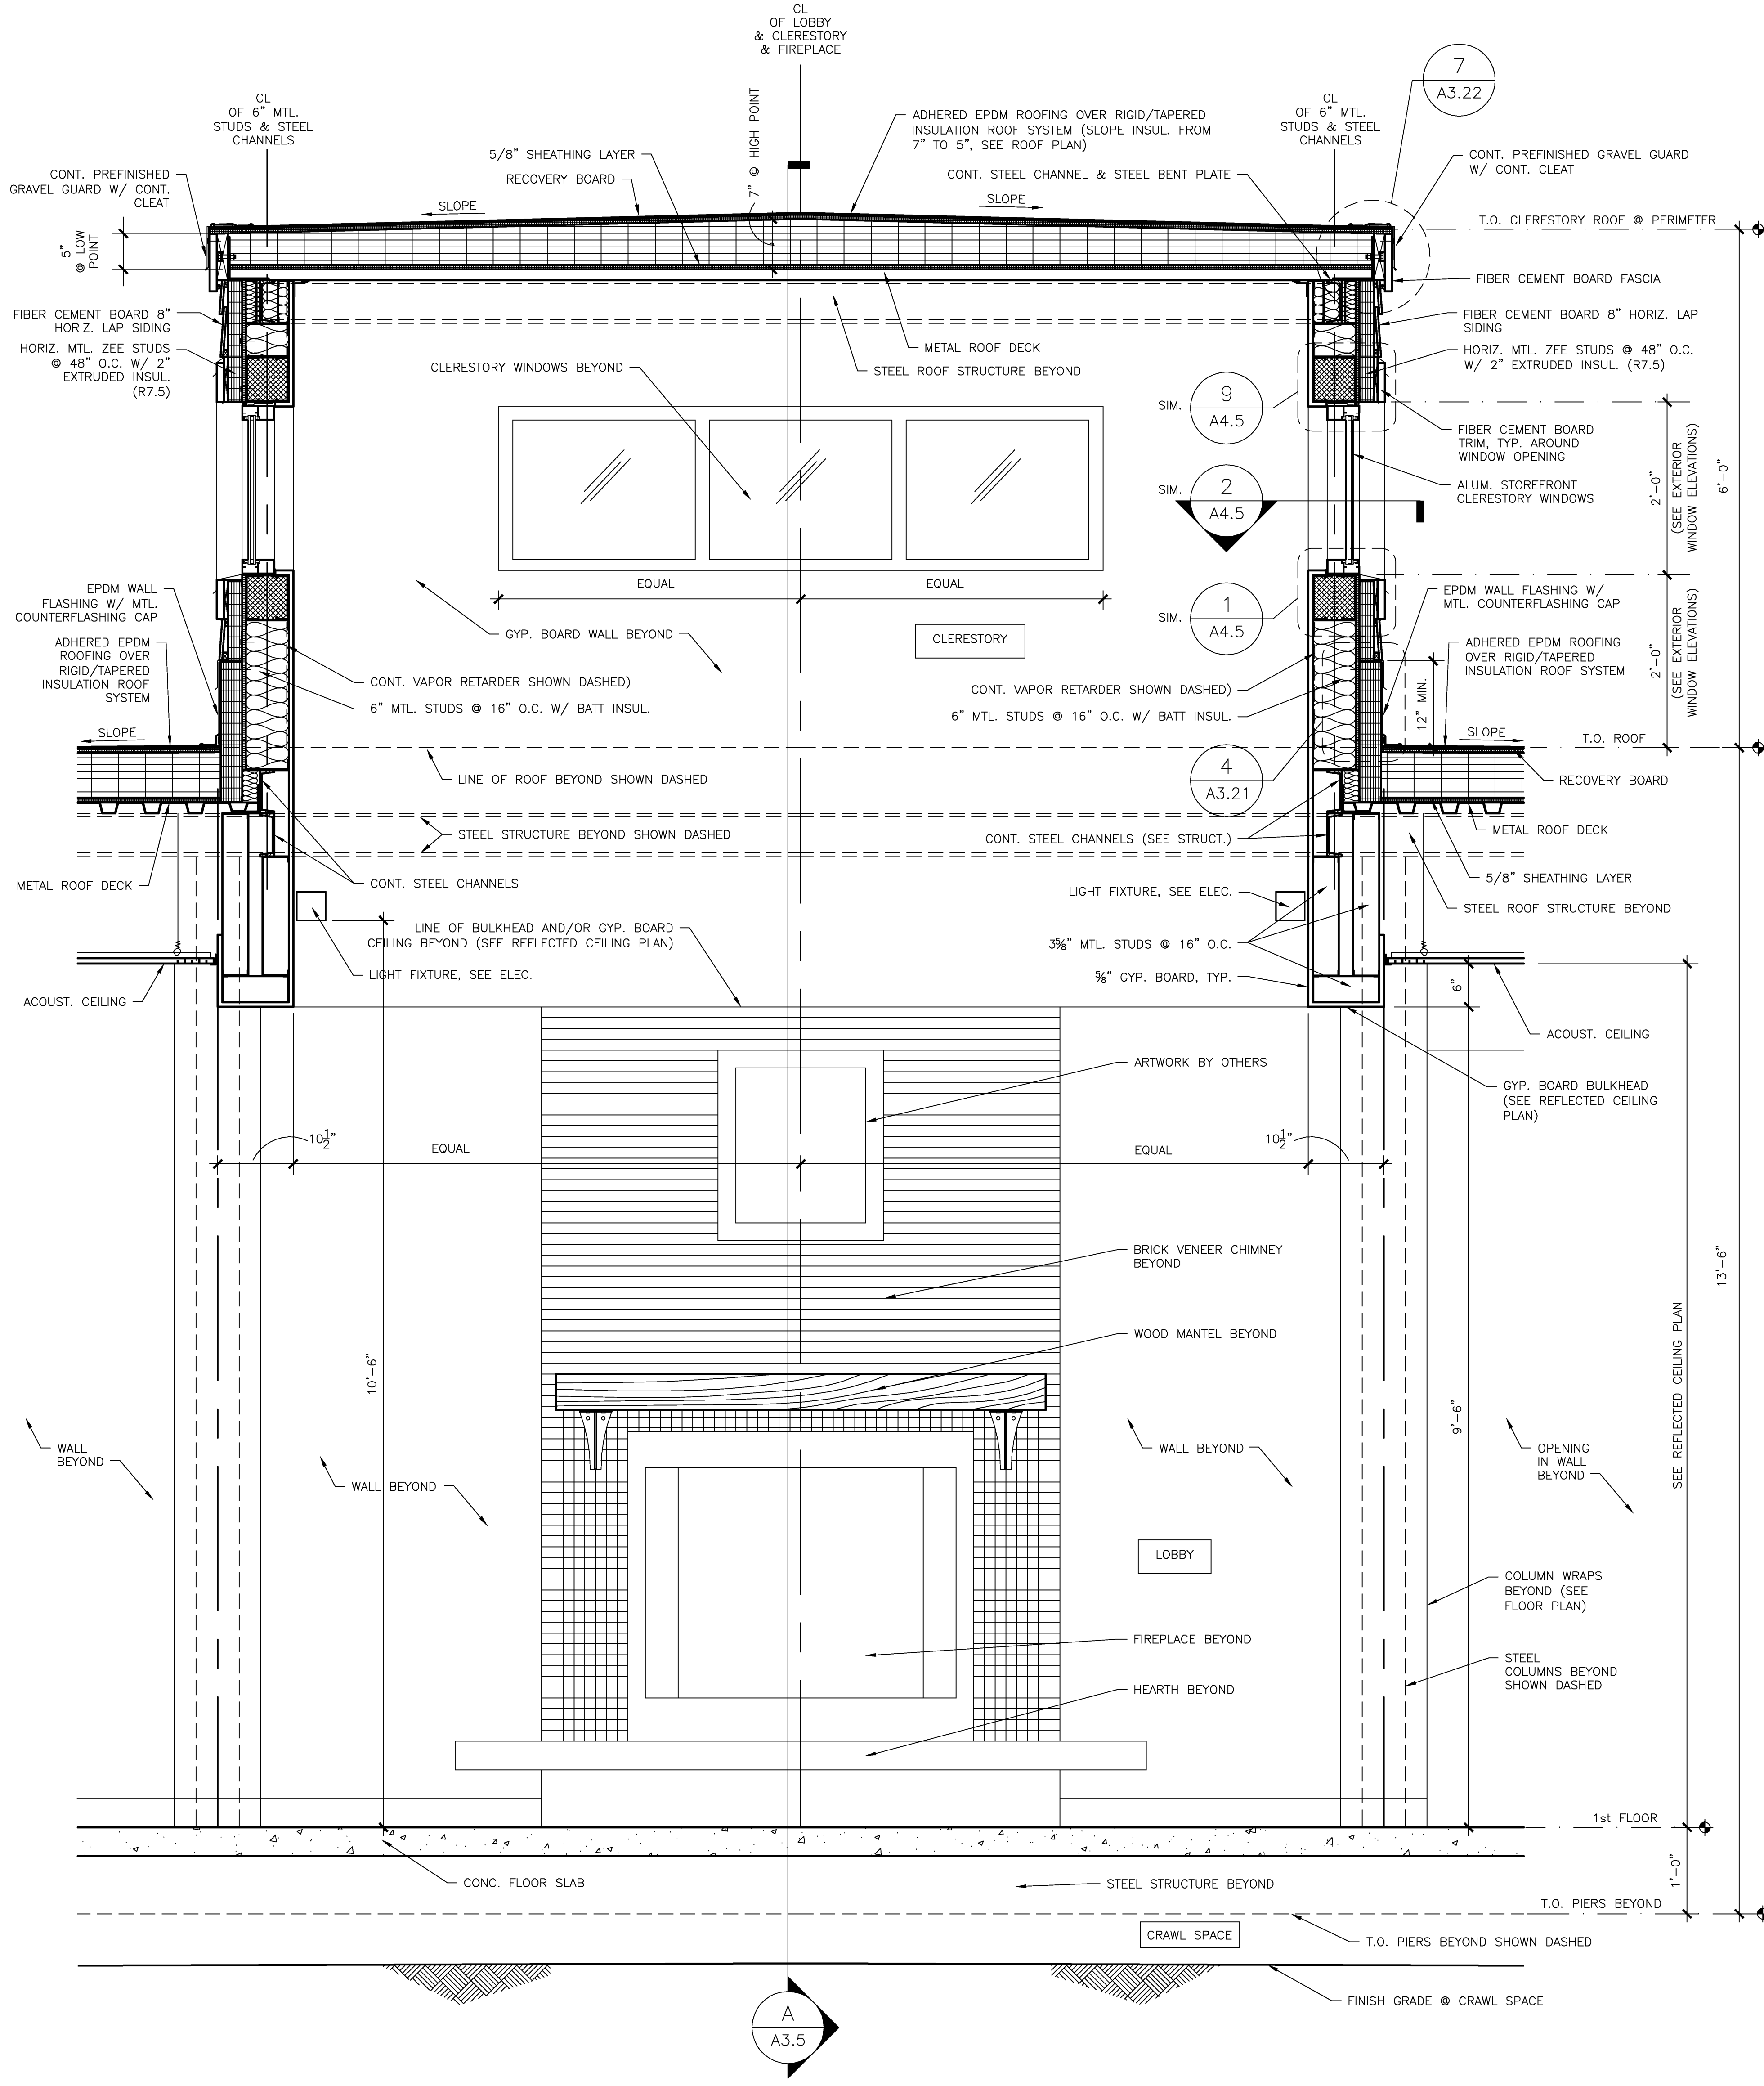 CL
OF LOBBY
& CLERESTORY
& FIREPLACE
7
A3.22
CL
OF 6" MTL.
STUDS & STEEL
CHANNELS
7" @ HIGH POINT
ADHERED EPDM ROOFING OVER RIGID/TAPERED
INSULATION ROOF SYSTEM (SLOPE INSUL. FROM
7" TO 5", SEE ROOF PLAN)
CL
OF 6" MTL.
STUDS & STEEL
CHANNELS
5/8" SHEATHING LAYER
RECOVERY BOARD
CONT. STEEL CHANNEL & STEEL BENT PLATE
CONT. PREFINISHED GRAVEL GUARD
W/ CONT. CLEAT
CONT. PREFINISHED
GRAVEL GUARD W/ CONT.
CLEAT
SLOPE
SLOPE
T.O. CLERESTORY ROOF @ PERIMETER
5"
@ LOW
POINT
FIBER CEMENT BOARD FASCIA
FIBER CEMENT BOARD 8"
HORIZ. LAP SIDING
FIBER CEMENT BOARD 8" HORIZ. LAP
SIDING
HORIZ. MTL. ZEE STUDS
@ 48" O.C. W/ 2"
EXTRUDED INSUL.
(R7.5)
METAL ROOF DECK
HORIZ. MTL. ZEE STUDS @ 48" O.C.
W/ 2" EXTRUDED INSUL. (R7.5)
CLERESTORY WINDOWS BEYOND
STEEL ROOF STRUCTURE BEYOND
SIM.
9
A4.5
FIBER CEMENT BOARD
TRIM, TYP. AROUND
WINDOW OPENING
2'-0"
(SEE EXTERIOR
WINDOW ELEVATIONS)
6'-0"
SIM.
2
A4.5
ALUM. STOREFRONT
CLERESTORY WINDOWS
EQUAL
EQUAL
EPDM WALL
FLASHING W/ MTL.
COUNTERFLASHING CAP
SIM.
1
A4.5
EPDM WALL FLASHING W/
MTL. COUNTERFLASHING CAP
GYP. BOARD WALL BEYOND
CLERESTORY
ADHERED EPDM
ROOFING OVER
RIGID/TAPERED
INSULATION ROOF
SYSTEM
ADHERED EPDM ROOFING
OVER RIGID/TAPERED
INSULATION ROOF SYSTEM
2'-0"
(SEE EXTERIOR
WINDOW ELEVATIONS)
CONT. VAPOR RETARDER SHOWN DASHED)
CONT. VAPOR RETARDER SHOWN DASHED)
6" MTL. STUDS @ 16" O.C. W/ BATT INSUL.
6" MTL. STUDS @ 16" O.C. W/ BATT INSUL.
12" MIN.
SLOPE
SLOPE
T.O. ROOF
LINE OF ROOF BEYOND SHOWN DASHED
4
A3.21
RECOVERY BOARD
STEEL STRUCTURE BEYOND SHOWN DASHED
CONT. STEEL CHANNELS (SEE STRUCT.)
METAL ROOF DECK
METAL ROOF DECK
CONT. STEEL CHANNELS
LIGHT FIXTURE, SEE ELEC.
5/8" SHEATHING LAYER
STEEL ROOF STRUCTURE BEYOND
LINE OF BULKHEAD AND/OR GYP. BOARD
CEILING BEYOND (SEE REFLECTED CEILING PLAN)
3⅝" MTL. STUDS @ 16" O.C.
LIGHT FIXTURE, SEE ELEC.
⅝" GYP. BOARD, TYP.
6"
ACOUST. CEILING
ACOUST. CEILING
ARTWORK BY OTHERS
GYP. BOARD BULKHEAD
(SEE REFLECTED CEILING
PLAN)
10½"
EQUAL
EQUAL
10½"
BRICK VENEER CHIMNEY
BEYOND
13'-6"
WOOD MANTEL BEYOND
10'-6"
9'-6"
SEE REFLECTED CEILING PLAN
WALL
BEYOND
WALL BEYOND
WALL BEYOND
OPENING
IN WALL
BEYOND
LOBBY
COLUMN WRAPS
BEYOND (SEE
FLOOR PLAN)
FIREPLACE BEYOND
STEEL
COLUMNS BEYOND
SHOWN DASHED
HEARTH BEYOND
1st FLOOR
CONC. FLOOR SLAB
STEEL STRUCTURE BEYOND
1'-0"
T.O. PIERS BEYOND
CRAWL SPACE
T.O. PIERS BEYOND SHOWN DASHED
FINISH GRADE @ CRAWL SPACE
A
A3.5